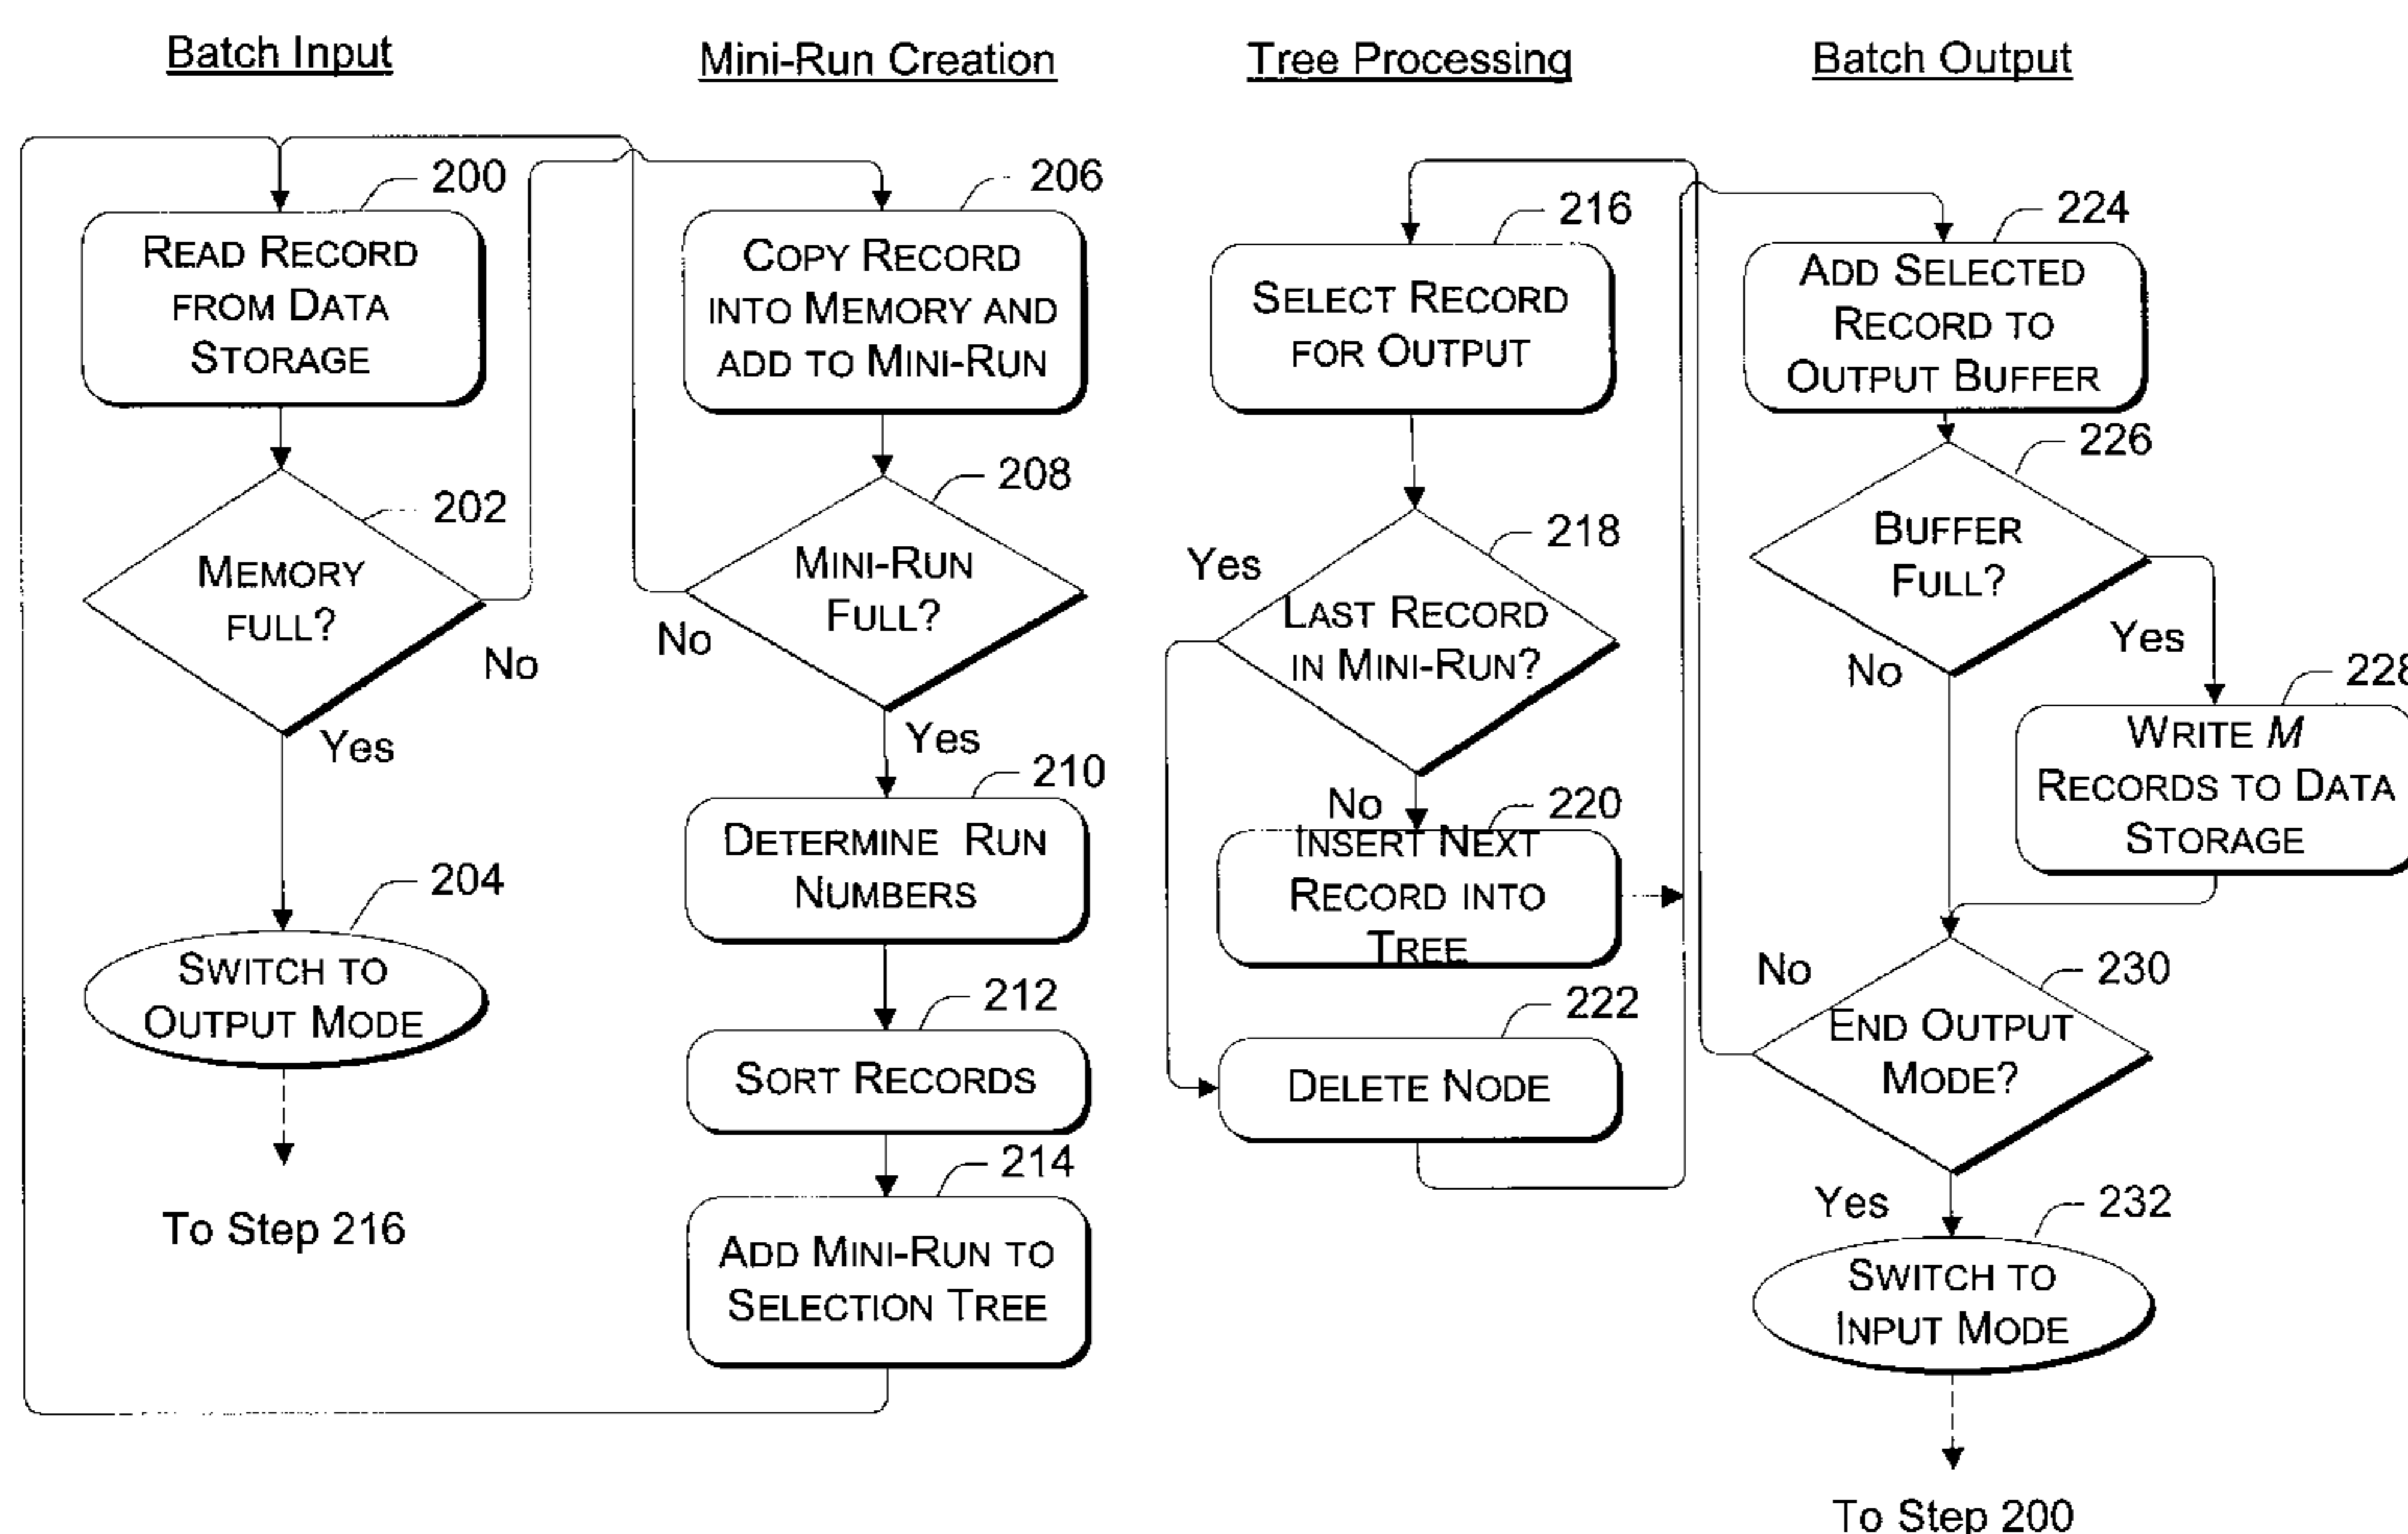 Batch Input
200
READ RECORD
FROM DATA
STORAGE
202
MEMORY
FULL?
No
Yes
204
SWITCH TO
OUTPUT MODE
To Step 216
Mini-Run Creation
206
COPY RECORD
INTO MEMORY AND
ADD TO MINI-RUN
208
MINI-RUN
FULL?
No
Yes
210
DETERMINE RUN
NUMBERS
212
SORT RECORDS
214
ADD MINI-RUN TO
SELECTION TREE
Tree Processing
216
SELECT RECORD
FOR OUTPUT
218
Yes
LAST RECORD
IN MINI-RUN?
No
220
INSERT NEXT
RECORD INTO
TREE
222
DELETE NODE
Batch Output
224
ADD SELECTED
RECORD TO
OUTPUT BUFFER
226
BUFFER
FULL?
Yes
No
228
WRITE M
RECORDS TO DATA
STORAGE
No
230
END OUTPUT
MODE?
Yes
232
SWITCH TO
INPUT MODE
To Step 200